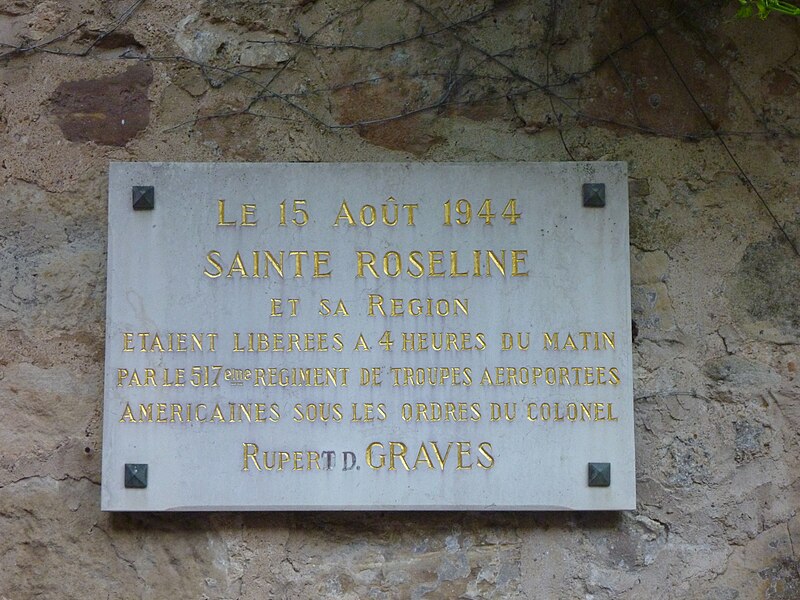 LE 15 AOÛT 1944
SAINTE ROSELINE
ET SA REGION
ETAIENT LIBEREES A 4 HEURES DU MATIN
PAR LE 517eme REGIMENT DE TROUPES AEROPORTEES
AMERICAINES SOUS LES ORDRES DU COLONEL
RUPERT D. GRAVES